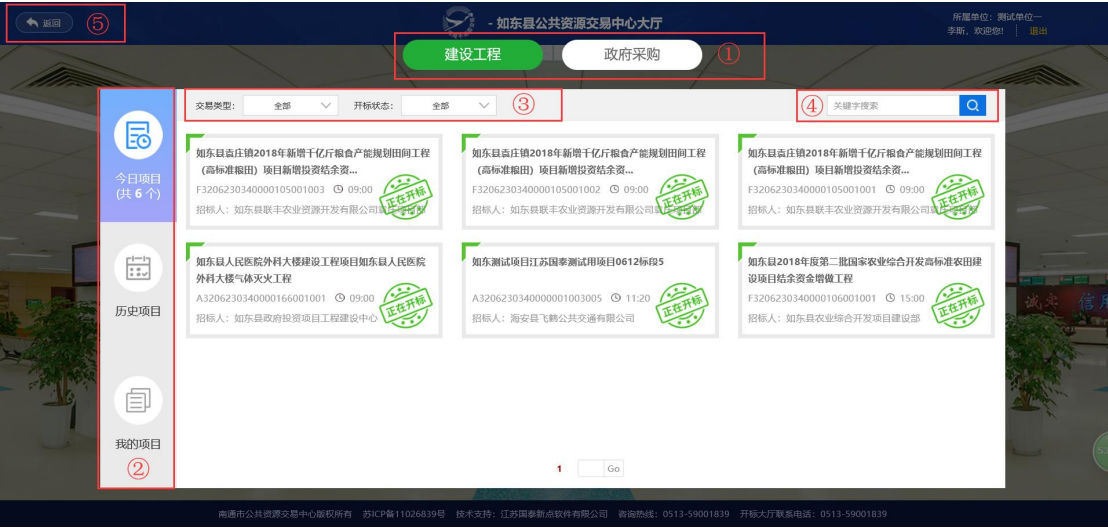 返回
⑤
- 如东县公共资源交易中心大厅
所属单位：测试单位一
李斯，欢迎您！ 退出
建设工程
政府采购
①
交易类型： 全部
开标状态： 全部
③
④
关键字搜索
今日项目
(共 6 个)
历史项目
我的项目
②
如东县袁庄镇2018年新增千亿斤粮食产能规划田间工程
（高标准粮田）项目新增投资结余资...
F3206230340000105001003 09:00
招标人：如东县联丰农业资源开发有限公司
正在开标
如东县袁庄镇2018年新增千亿斤粮食产能规划田间工程
（高标准粮田）项目新增投资结余资...
F3206230340000105001002 09:00
招标人：如东县联丰农业资源开发有限公司
正在开标
如东县袁庄镇2018年新增千亿斤粮食产能规划田间工程
（高标准粮田）项目新增投资结余资...
F3206230340000105001001 09:00
招标人：如东县联丰农业资源开发有限公司
正在开标
如东县人民医院外科大楼建设工程项目如东县人民医院
外科大楼气体灭火工程
A3206230340000166001001 09:00
招标人：如东县政府投资项目工程建设中心
正在开标
如东测试项目江苏国泰测试用项目0612标段5
A3206230340000001003005 11:20
招标人：海安县飞鹤公共交通有限公司
正在开标
如东县2018年度第二批国家农业综合开发高标准农田建
设项目结余资金增做工程
F3206230340000106001001 15:00
招标人：如东县农业综合开发项目建设部
正在开标
诚定 信用
1 Go
南通市公共资源交易中心版权所有 苏ICP备11026839号 技术支持：江苏国泰新点软件有限公司 咨询热线：0513-59001839 开标大厅联系电话：0513-59001839